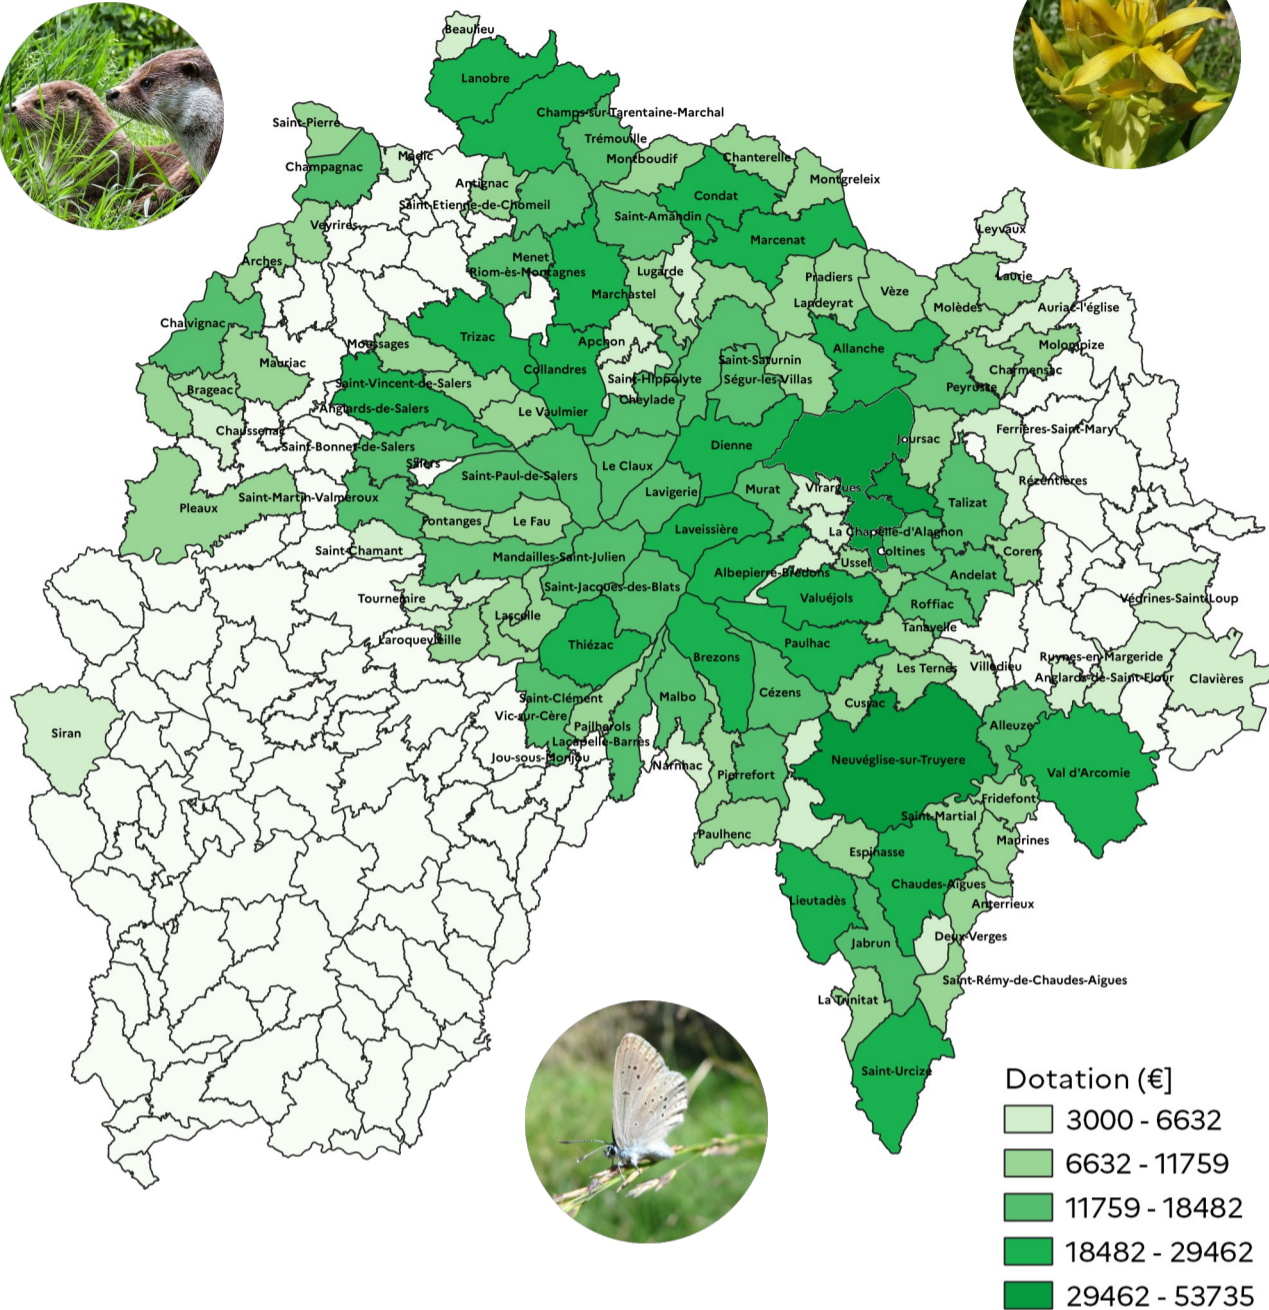 Beaulieu
Lanobre
Champs-sur-Tarentaine-Marchal
Saint-Pierre
Trémouille
Madic
Montboudif
Chanterelle
Champagnac
Antignac
Montgreleix
Condat
Saint-Etienne-de-Chomeil
Saint-Amandin
Veyrires
Leyvaux
Marcenat
Menet
Arches
Riom-ès-Montagnes
Lugarde
Pradiers
Laurie
Vèze
Marchastel
Landeyrat
Molèdes
Auriac-l'église
Chalvignac
Trizac
Apchon
Moussages
Allanche
Molompize
Mauriac
Saint-Saturnin
Collandres
Charmensac
Saint-Hippolyte
Ségur-les-Villas
Saint-Vincent-de-Salers
Peyrusse
Brageac
Cheylade
Anglards-de-Salers
Le Vaulmier
Chaussenac
Ferrières-Saint-Mary
Joursac
Saint-Bonnet-de-Salers
Dienne
Salers
Le Claux
Saint-Paul-de-Salers
Rézentières
Lavigerie
Murat
Virargues
Saint-Martin-Valmeroux
Talizat
Pleaux
Fontanges
Le Fau
Laveissière
La Chapelle-d'Alagnon
Saint-Chamant
Coltines
Coren
Mandailles-Saint-Julien
Ussel
Albepierre-Bredons
Andelat
Saint-Jacques-des-Blats
Tournemire
Valuéjols
Védrines-Saint-Loup
Roffiac
Lascelle
Tanavelle
Laroquevieille
Thiézac
Paulhac
Brezons
Ruynes-en-Margeride
Les Ternes
Villedieu
Anglards-de-Saint-Flour
Clavières
Cézens
Saint-Clément
Malbo
Cussac
Vic-sur-Cère
Pailherols
Alleuze
Siran
Lacapelle-Barrès
Jou-sous-Monjou
Neuvéglise-sur-Truyere
Narnhac
Val d'Arcomie
Pierrefort
Fridefont
Saint-Martial
Paulhenc
Maurines
Espinasse
Chaudes-Aigues
Lieutadès
Anterrieux
Deux-Verges
Jabrun
Saint-Rémy-de-Chaudes-Aigues
La Trinitat
Saint-Urcize
Dotation (€]
3000 - 6632
6632 - 11759
11759 - 18482
18482 - 29462
29462 - 53735